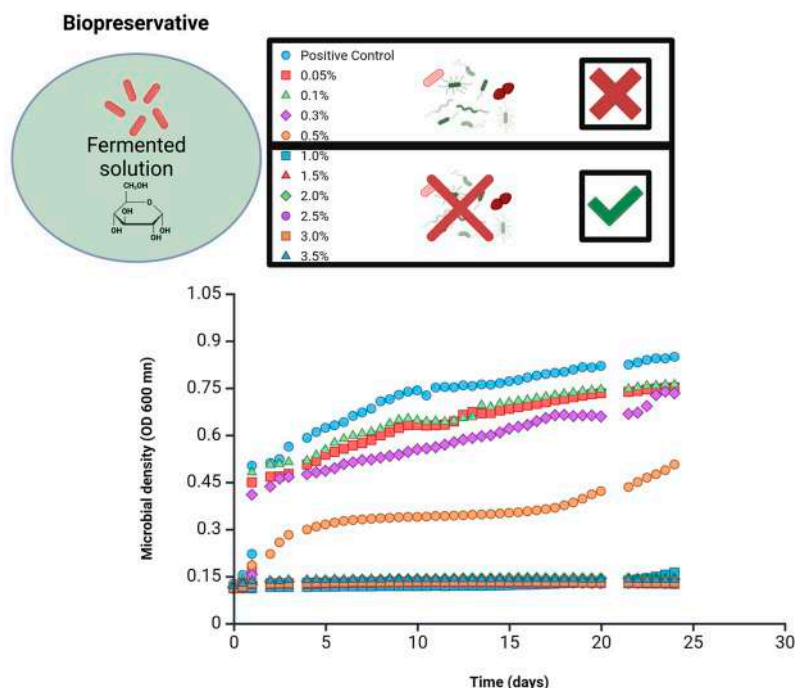 Biopreservative
Fermented
solution
CH₂OH
O
OH
OH
OH
OH
Positive Control
0.05%
0.1%
0.3%
0.5%
1.0%
1.5%
2.0%
2.5%
3.0%
3.5%
Microbial density (OD 600 mn)
1.05
0.9
0.75
0.6
0.45
0.3
0.15
0
0
5
10
15
20
25
30
Time (days)